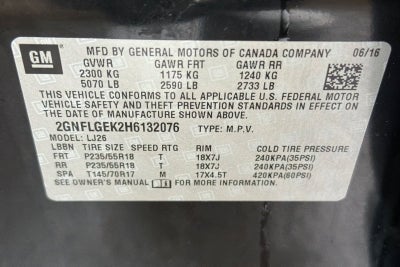 GM
MFD BY GENERAL MOTORS OF CANADA COMPANY 06/16
GVWR GAWR FRT GAWR RR
2300 KG 1175 KG 1240 KG
5070 LB 2590 LB 2733 LB
THIS VEHICLE CONFORMS TO ALL APPLICABLE U.S. FEDERAL MOTOR
VEHICLE SAFETY AND THEFT PREVENTION STANDARDS IN EFFECT ON
THE DATE OF MANUFACTURE SHOWN ABOVE.
2GNFLGEK2H6132076 TYPE: M.P.V.
MODEL: LJ26
LBBN TIRE SIZE SPEED RTG RIM COLD TIRE PRESSURE
FRT P235/55R18 T 18X7J 240KPA(35PSI)
RR P235/55R18 T 18X7J 240KPA(35PSI)
SPA T145/70R17 M 17X4.5T 420KPA(60PSI)
SEE OWNER'S MANUAL FOR MORE INFORMATION.